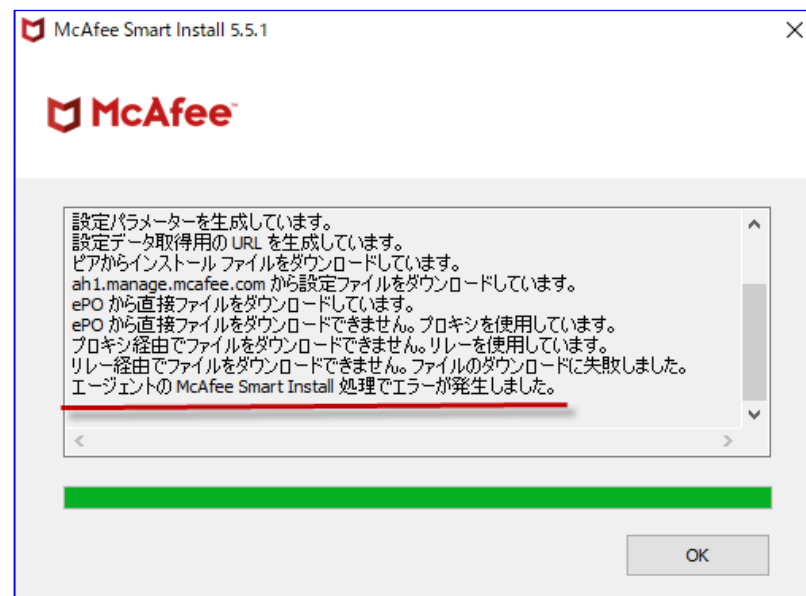 McAfee Smart Install 5.5.1
McAfee™
設定パラメーターを生成しています。
設定データ取得用の URL を生成しています。
ピアからインストール ファイルをダウンロードしています。
ah1.manage.mcafee.com から設定ファイルをダウンロードしています。
ePO から直接ファイルをダウンロードしています。
ePO から直接ファイルをダウンロードできません。プロキシを使用しています。
プロキシ経由でファイルをダウンロードできません。リレーを使用しています。
リレー経由でファイルをダウンロードできません。ファイルのダウンロードに失敗しました。
エージェントの McAfee Smart Install 処理でエラーが発生しました。
OK